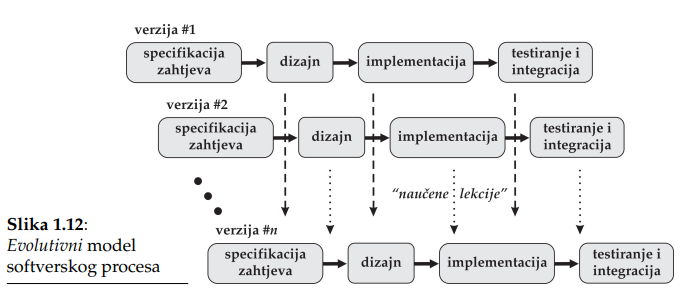 verzija #1
specifikacija
zahtjeva
dizajn
implementacija
testiranje i
integracija
verzija #2
specifikacija
zahtjeva
dizajn
implementacija
testiranje i
integracija
“naučene lekcije”
Slika 1.12:
Evolutivni model
softverskog procesa
verzija #n
specifikacija
zahtjeva
dizajn
implementacija
testiranje i
integracija